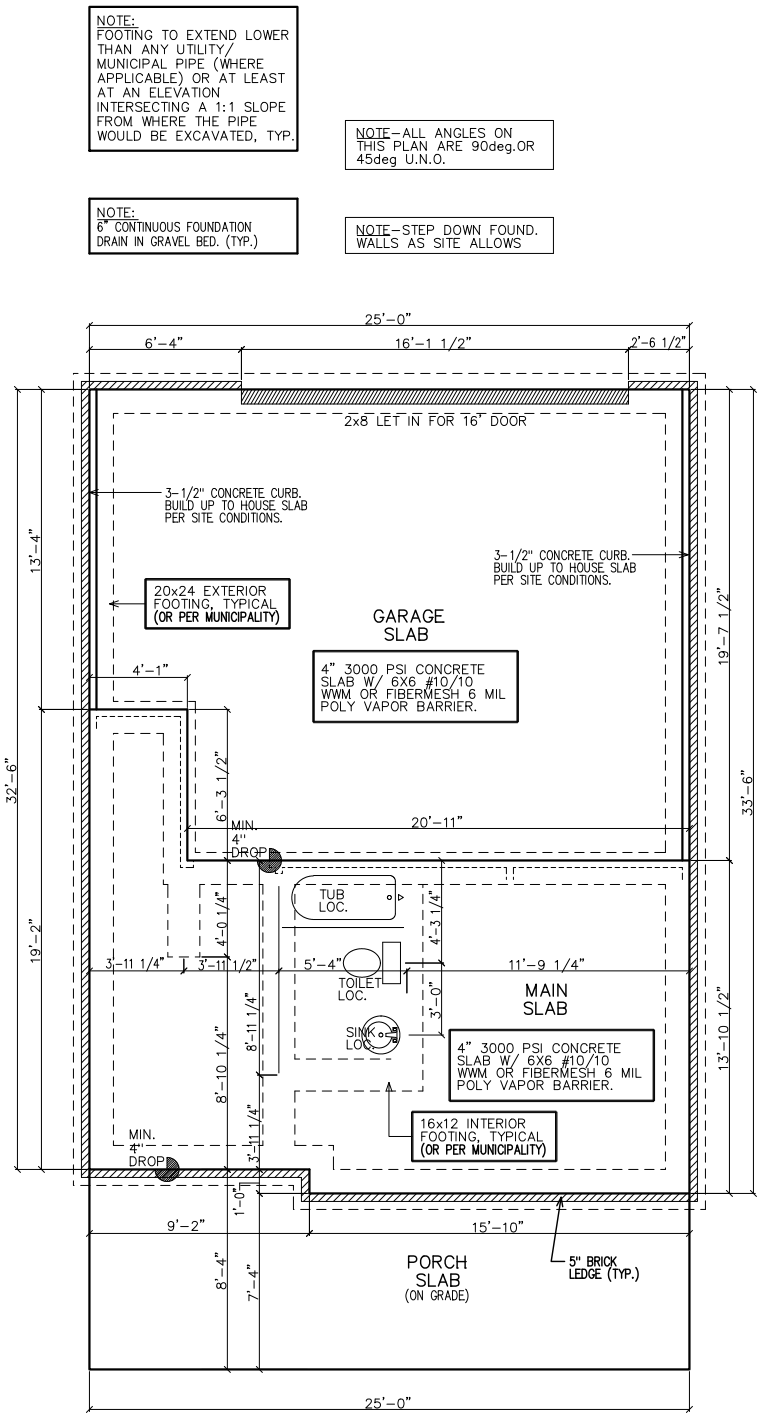 NOTE:
FOOTING TO EXTEND LOWER
THAN ANY UTILITY/
MUNICIPAL PIPE (WHERE
APPLICABLE) OR AT LEAST
AT AN ELEVATION
INTERSECTING A 1:1 SLOPE
FROM WHERE THE PIPE
WOULD BE EXCAVATED, TYP.
NOTE-ALL ANGLES ON
THIS PLAN ARE 90deg.OR
45deg U.N.O.
NOTE:
6" CONTINUOUS FOUNDATION
DRAIN IN GRAVEL BED. (TYP.)
NOTE-STEP DOWN FOUND.
WALLS AS SITE ALLOWS
25'-0"
6'-4"
16'-1 1/2"
2'-6 1/2"
2x8 LET IN FOR 16' DOOR
3-1/2" CONCRETE CURB.
BUILD UP TO HOUSE SLAB
PER SITE CONDITIONS.
13'-4"
3-1/2" CONCRETE CURB.
BUILD UP TO HOUSE SLAB
PER SITE CONDITIONS.
20x24 EXTERIOR
FOOTING, TYPICAL
(OR PER MUNICIPALITY)
GARAGE
SLAB
19'-7 1/2"
4'-1"
4" 3000 PSI CONCRETE
SLAB W/ 6X6 #10/10
WWM OR FIBERMESH 6 MIL
POLY VAPOR BARRIER.
32'-6"
6'-3 1/2"
33'-6"
20'-11"
MIN.
4"
DROP
TUB
LOC.
4'-0 1/4"
4'-3 1/4"
19'-2"
3'-11 1/4"
3'-11 1/2"
5'-4"
11'-9 1/4"
TOILET
LOC.
MAIN
SLAB
3'-0"
8'-11 1/4"
SINK
LOC.
13'-10 1/2"
4" 3000 PSI CONCRETE
SLAB W/ 6X6 #10/10
WWM OR FIBERMESH 6 MIL
POLY VAPOR BARRIER.
8'-10 1/4"
16x12 INTERIOR
FOOTING, TYPICAL
(OR PER MUNICIPALITY)
MIN.
4"
DROP
3'-11 1/4"
1'-0"
9'-2"
15'-10"
8'-4"
7'-4"
PORCH
SLAB
(ON GRADE)
5" BRICK
LEDGE (TYP.)
25'-0"